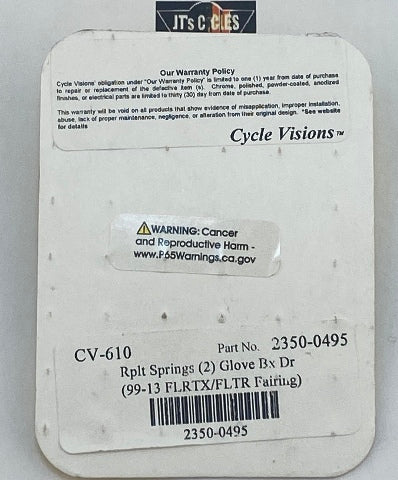 JT's CYCLES
Our Warranty Policy
Cycle Visions' obligation under "Our Warranty Policy" is limited to one (1) year from date of purchase
to repair or replacement of the defective item (s). Chrome, polished, powder-coated, anodized
finishes, or electrical parts are limited to thirty (30) day from date of purchase.
This warranty will be void on all products that show evidence of misapplication, improper installation,
abuse, lack of proper maintenance, negligence, or alteration from their original design. *See website
for details
Cycle Visions™
⚠WARNING: Cancer
and Reproductive Harm -
www.P65Warnings.ca.gov
CV-610 Part No. 2350-0495
Rplt Springs (2) Glove Bx Dr
(99-13 FLRTX/FLTR Fairing)
2350-0495